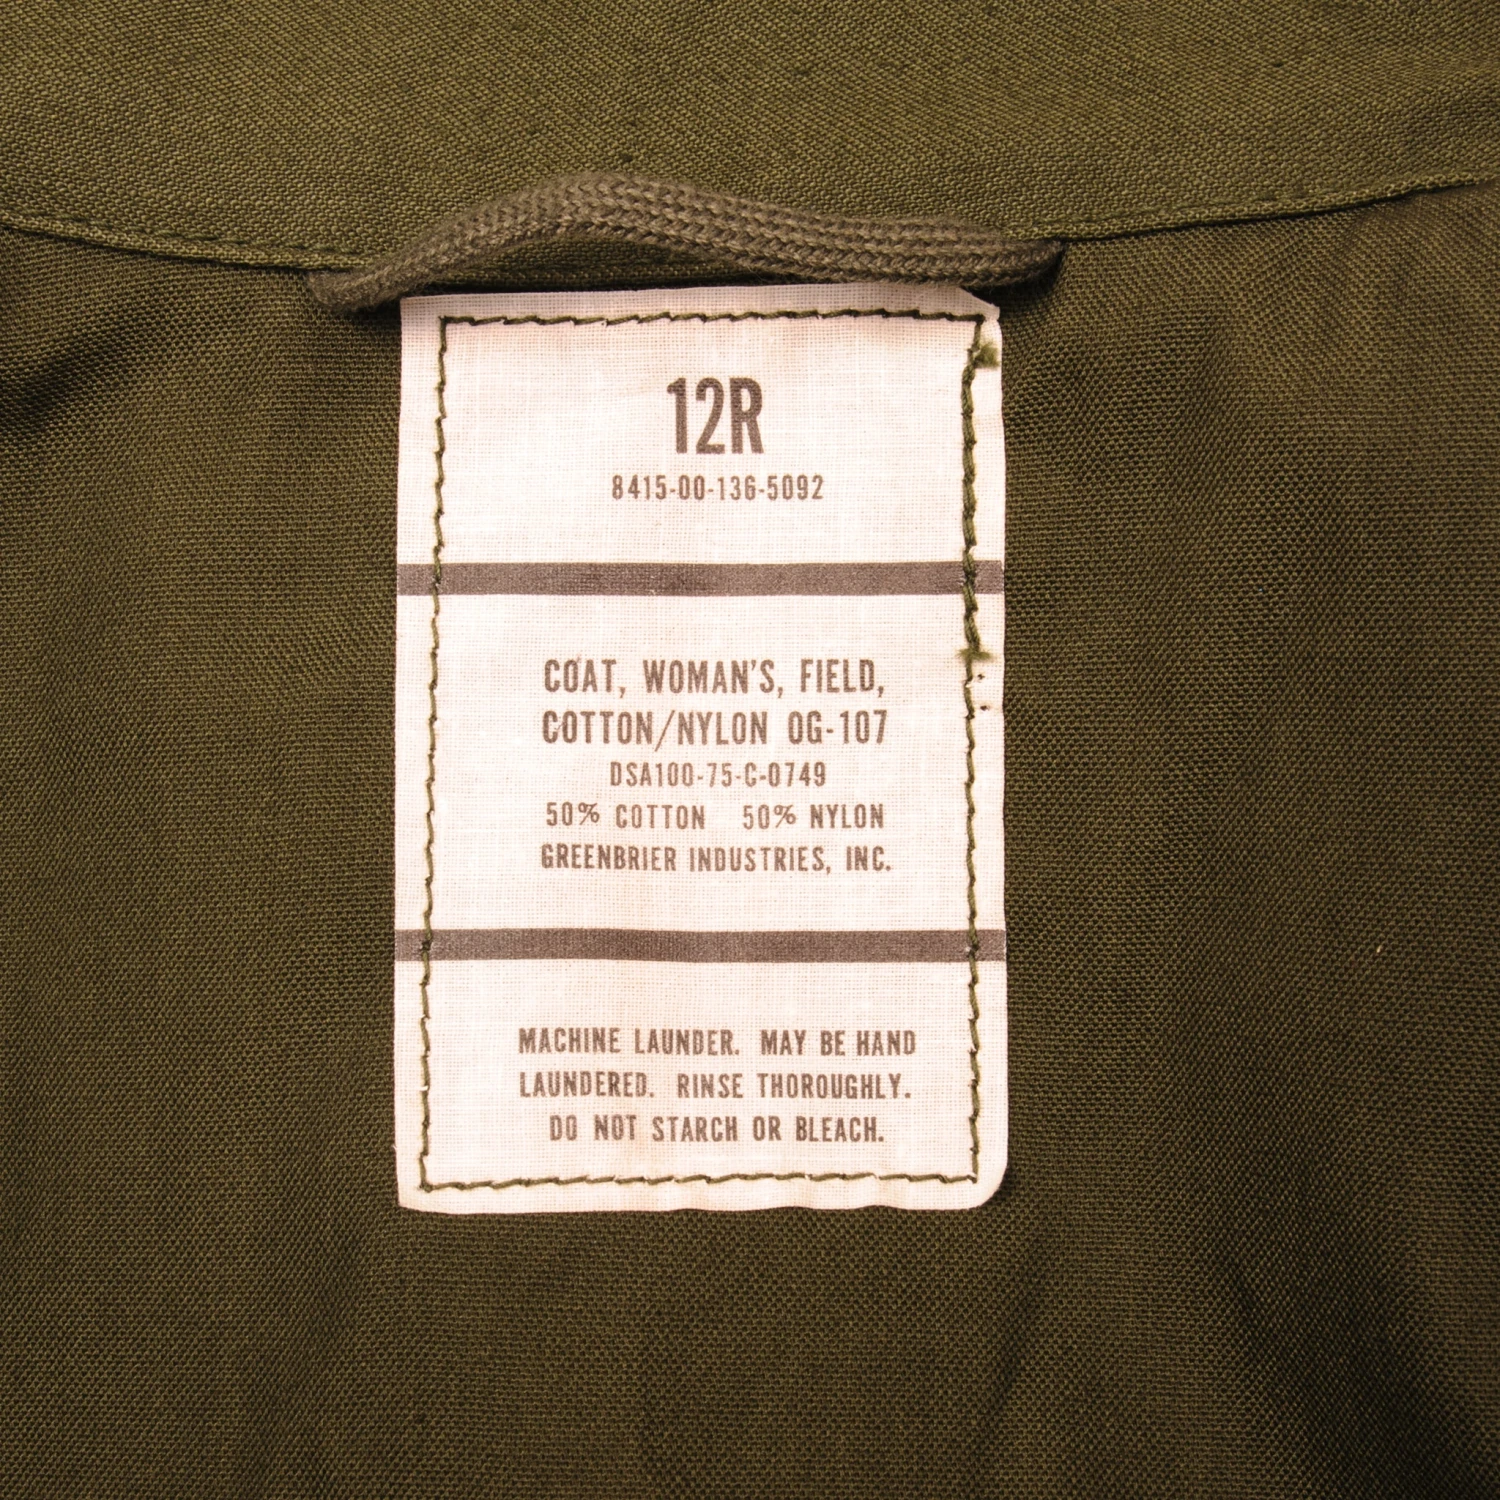 12R
8415-00-136-5092
COAT, WOMAN'S, FIELD,
COTTON/NYLON OG-107
DSA100-75-C-0749
50% COTTON 50% NYLON
GREENBRIER INDUSTRIES, INC.
MACHINE LAUNDER. MAY BE HAND
LAUNDERED. RINSE THOROUGHLY.
DO NOT STARCH OR BLEACH.